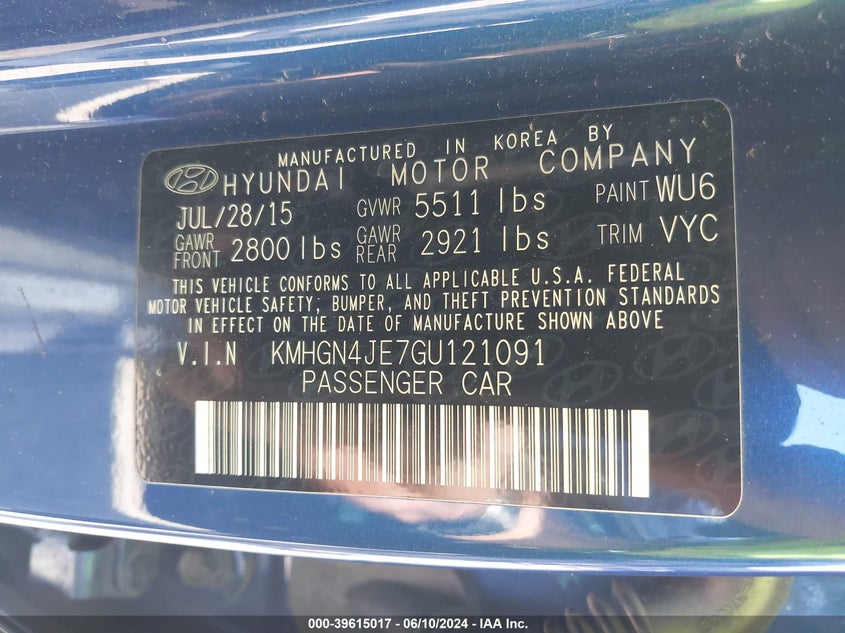 MANUFACTURED IN KOREA BY
HYUNDAI MOTOR COMPANY
JUL/28/15 GVWR 5511 lbs PAINT WU6
GAWR FRONT 2800 lbs GAWR REAR 2921 lbs TRIM VYC
THIS VEHICLE CONFORMS TO ALL APPLICABLE U.S.A. FEDERAL
MOTOR VEHICLE SAFETY, BUMPER, AND THEFT PREVENTION STANDARDS
IN EFFECT ON THE DATE OF MANUFACTURE SHOWN ABOVE
V.I.N KMHGN4JE7GU121091
PASSENGER CAR
000-39615017 - 06/10/2024 - IAA Inc.